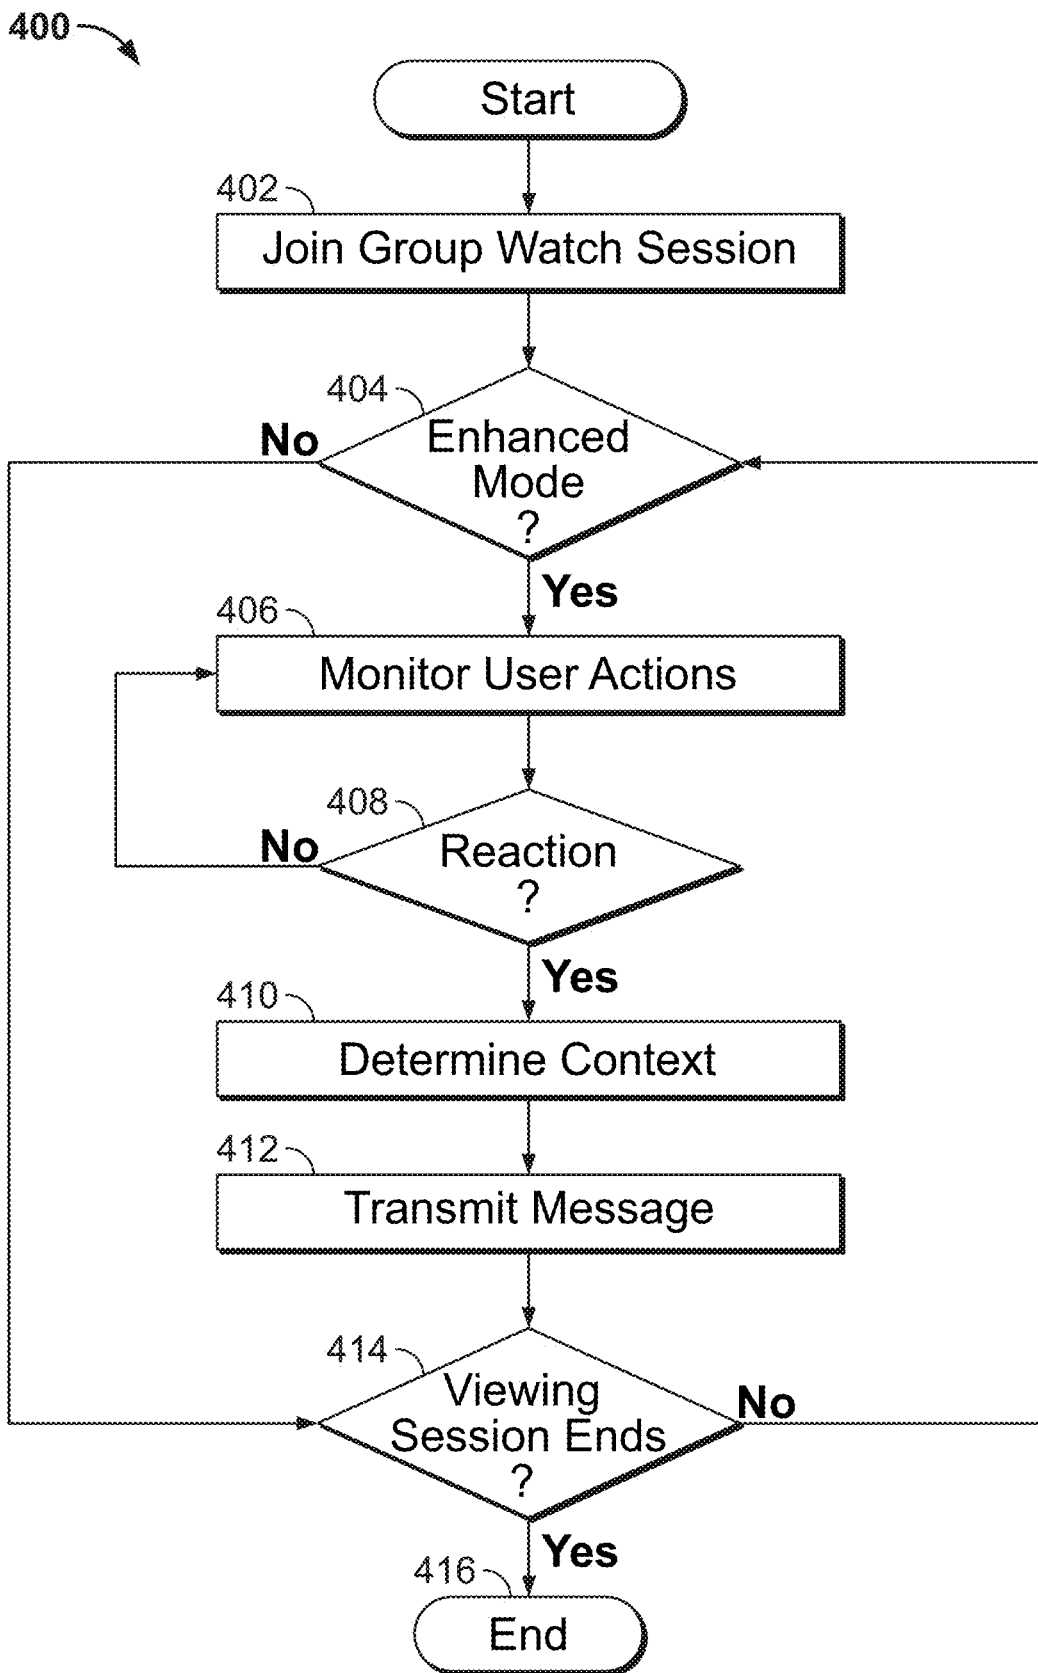 400
Start
402
Join Group Watch Session
404
No
Enhanced
Mode
?
Yes
406
Monitor User Actions
408
No
Reaction
?
Yes
410
Determine Context
412
Transmit Message
414
Viewing
No
Session Ends
?
Yes
416
End